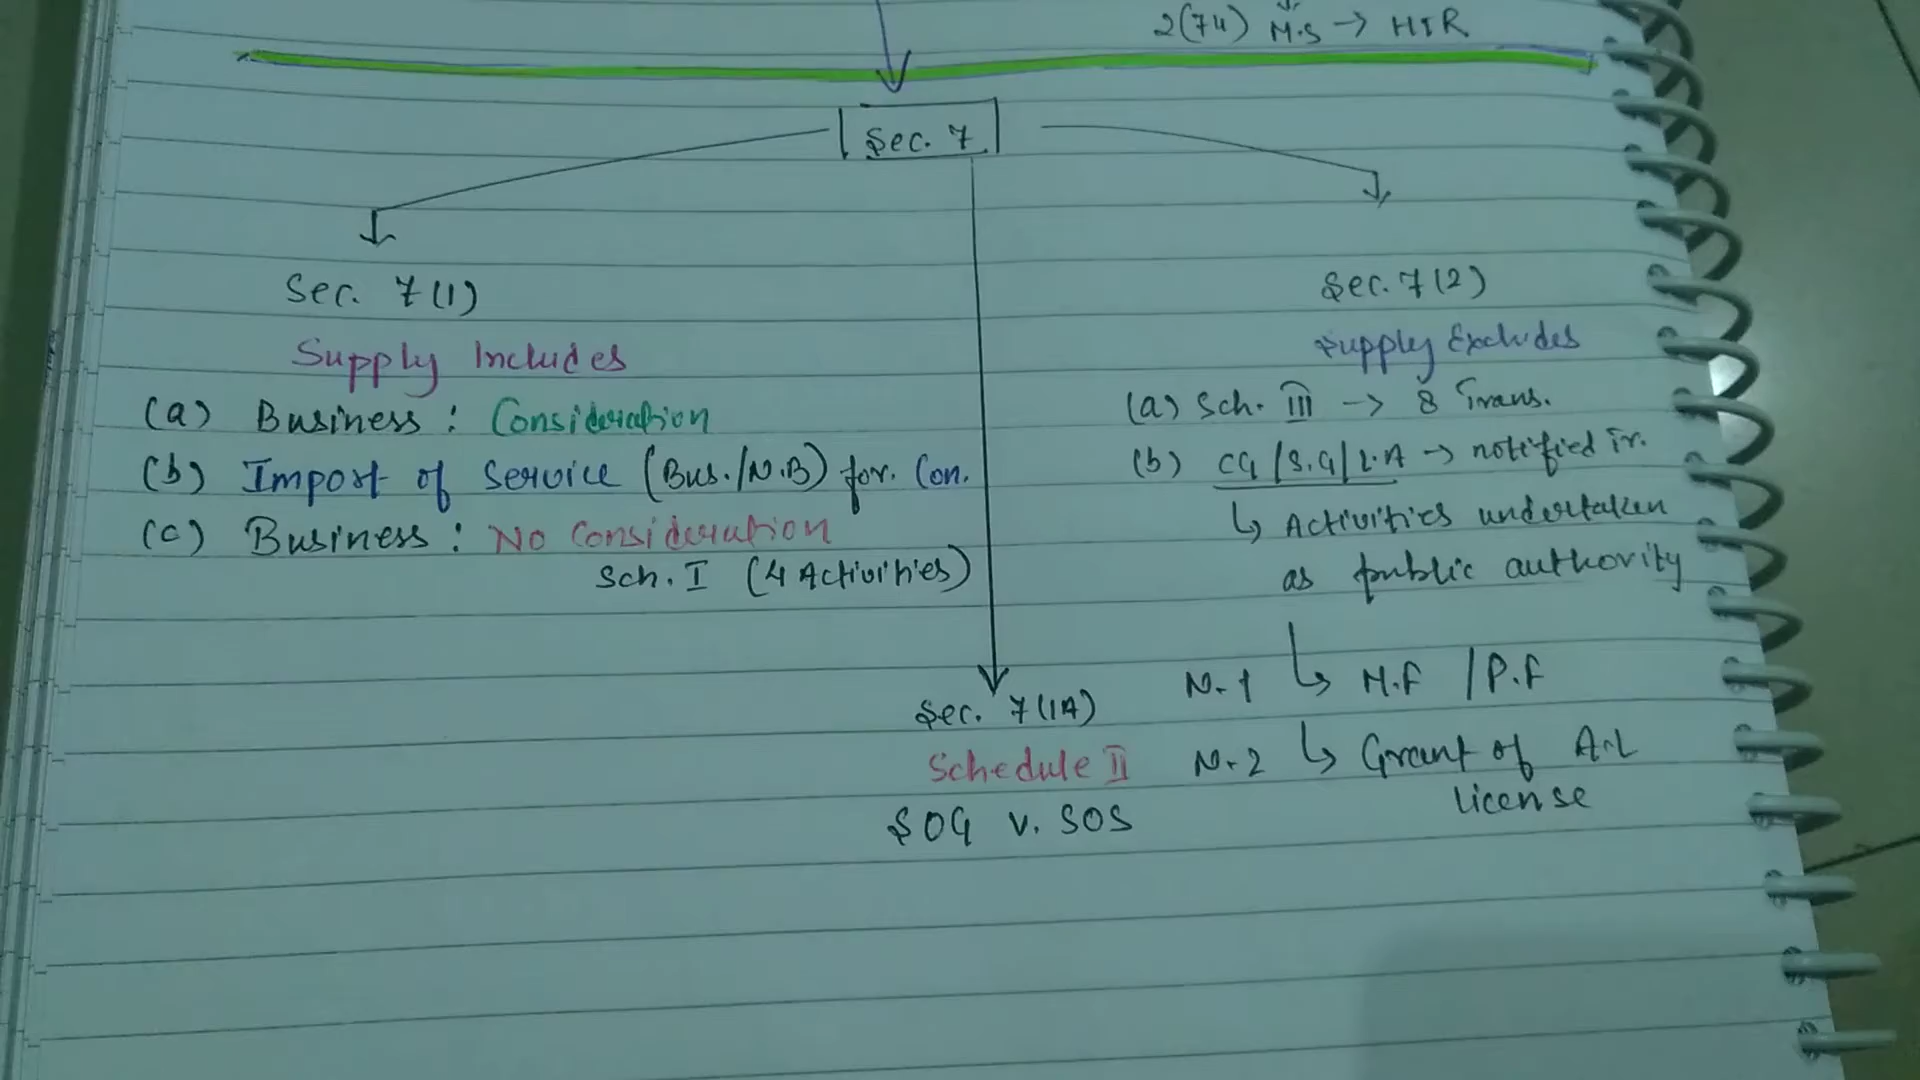 2(74) M.S → HIR
Sec. 7
Sec. 7(1)
Supply Includes
(a) Business : Consideration
(b) Import of Service (Bus./N.B) for. Con.
(c) Business : No Consideration
Sch. I (4 Activities)
Sec. 7(1A)
Schedule II
SOG v. SOS
Sec. 7(2)
Supply Excludes
(a) Sch. III → 8 Trans.
(b) CG/S.G/L.A → notified Tr.
↳ Activities undertaken
as public authority
N-1 ↳ M.F / P.F
N-2 ↳ Grant of A.L
license